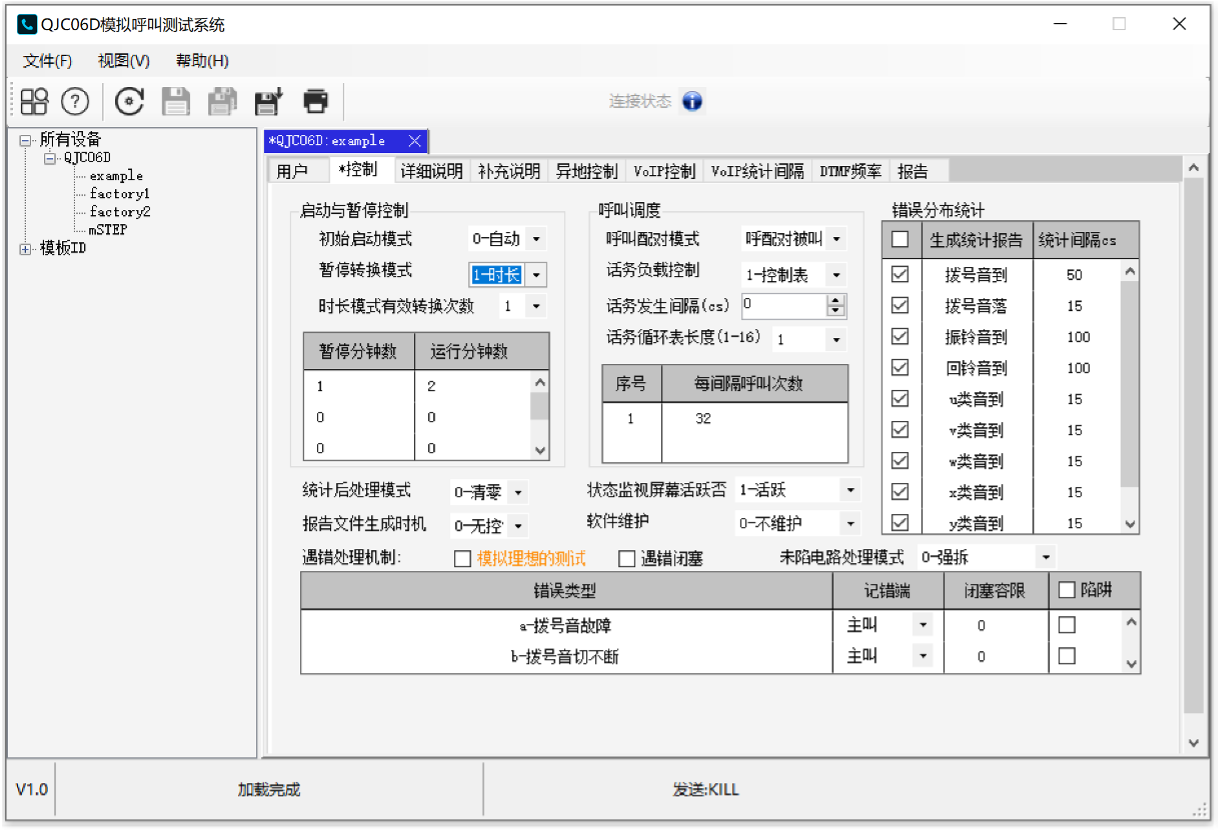 QJC06D模拟呼叫测试系统
文件(F) 视图(V) 帮助(H)
连接状态
所有设备
QJC06D
example
factory1
factory2
mSTEP
模板ID
*QJC06D:example
用户 *控制 详细说明 补充说明 异地控制 VoIP控制 VoIP统计间隔 DTMF频率 报告
启动与暂停控制
初始启动模式 0-自动
暂停转换模式 1-时长
时长模式有效转换次数 1
暂停分钟数 运行分钟数
1 2
0 0
0 0
呼叫调度
呼叫配对模式 呼配对被叫
话务负载控制 1-控制表
话务发生间隔(cs) 0
话务循环表长度(1-16) 1
序号 每间隔呼叫次数
1 32
错误分布统计
生成统计报告 统计间隔cs
拨号音到 50
拨号音落 15
振铃音到 100
回铃音到 100
u类音到 15
v类音到 15
w类音到 15
x类音到 15
y类音到 15
统计后处理模式 0-清零 状态监视屏幕活跃否 1-活跃
报告文件生成时机 0-无控 软件维护 0-不维护
遇错处理机制: 模拟理想的测试 遇错闭塞 未陷电路处理模式 0-强拆
错误类型 记错端 闭塞容限 陷阱
a-拨号音故障 主叫 0
b-拨号音切不断 主叫 0
V1.0 加载完成 发送:KILL